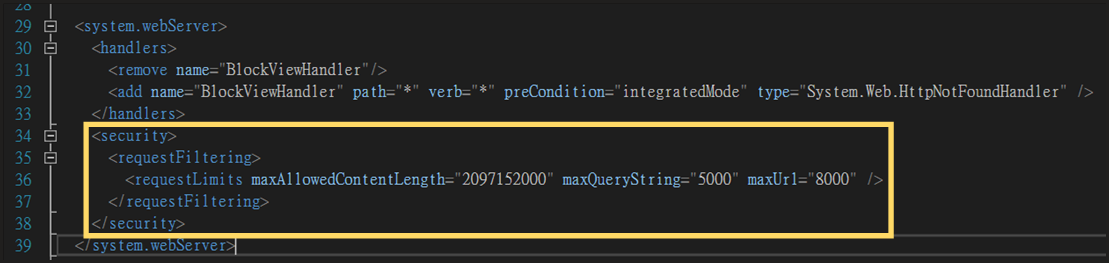 28
29 <system.webServer>
30 <handlers>
31 <remove name="BlockViewHandler"/>
32 <add name="BlockViewHandler" path="*" verb="*" preCondition="integratedMode" type="System.Web.HttpNotFoundHandler" />
33 </handlers>
34 <security>
35 <requestFiltering>
36 <requestLimits maxAllowedContentLength="2097152000" maxQueryString="5000" maxUrl="8000" />
37 </requestFiltering>
38 </security>
39 </system.webServer>